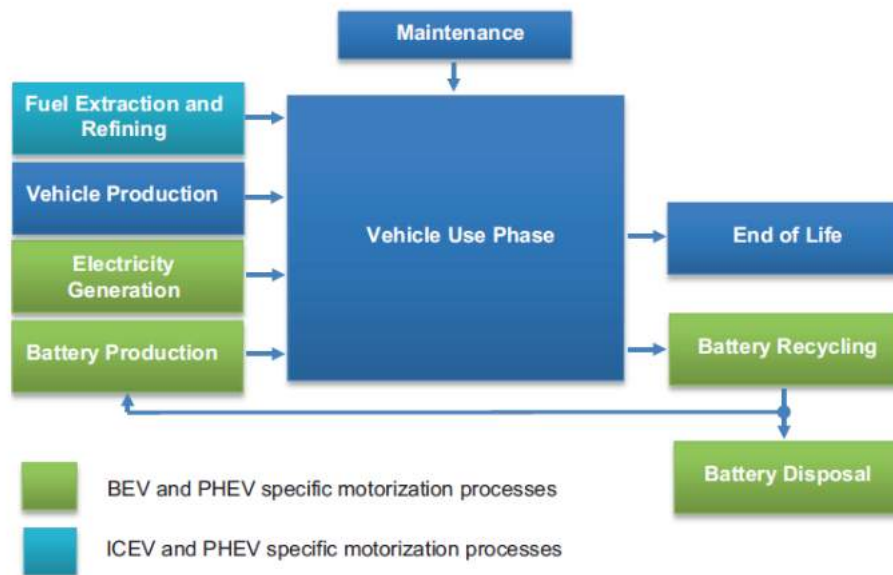 Maintenance
Fuel Extraction and
Refining
Vehicle Production
Vehicle Use Phase
End of Life
Electricity
Generation
Battery Production
Battery Recycling
Battery Disposal
BEV and PHEV specific motorization processes
ICEV and PHEV specific motorization processes